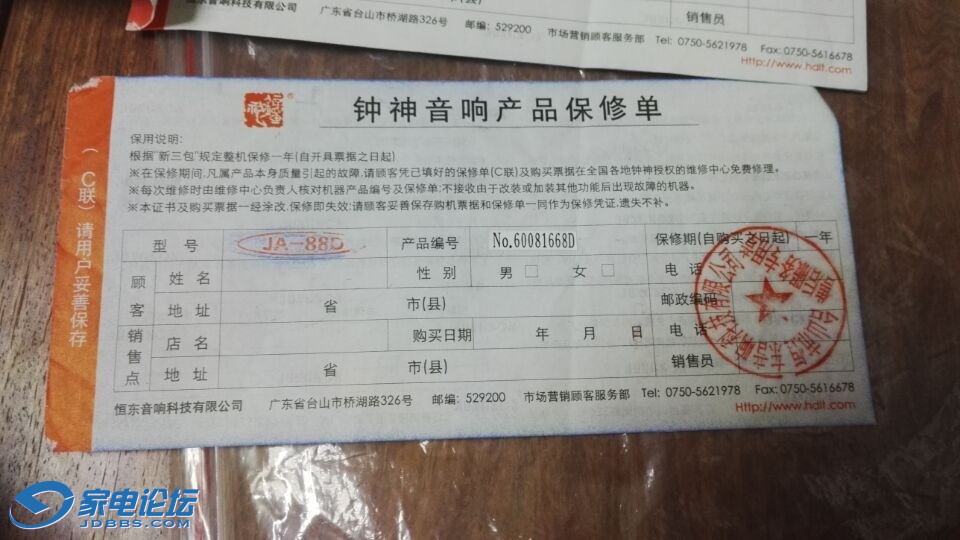 恒东音响科技有限公司 广东省台山市桥湖路326号 邮编: 529200 市场营销顾客服务部 Tel: 0750-5621978 Fax: 0750-5616678
销售员
Http://www.hdlt.com
(C联)请用户妥善保存
钟神音响产品保修单
保用说明:
根据"新三包"规定整机保修一年(自开具票据之日起)
※在保修期间,凡属产品本身质量引起的故障,请顾客凭已填好的保修单(C联)及购买票据在全国各地钟神授权的维修中心免费修理。
※每次维修时由维修中心负责人核对机器产品编号及保修单;不接收由于改装或加装其他功能后出现故障的机器。
※本证书及购买票据一经涂改,保修即失效;请顾客妥善保存购机票据和保修单一同作为保修凭证,遗失不补。
型号 JA-88D 产品编号 No.60081668D 保修期(自购买之日起) 一年
顾客 姓名 性别 男□ 女□ 电话
地址 省 市(县) 邮政编码
销售点 店名 购买日期 年 月 日 电话
地址 省 市(县) 销售员
恒东音响科技有限公司 广东省台山市桥湖路326号 邮编: 529200 市场营销顾客服务部 Tel: 0750-5621978 Fax: 0750-5616678
Http://www.hdlt.com
家电论坛
JDBBS.COM